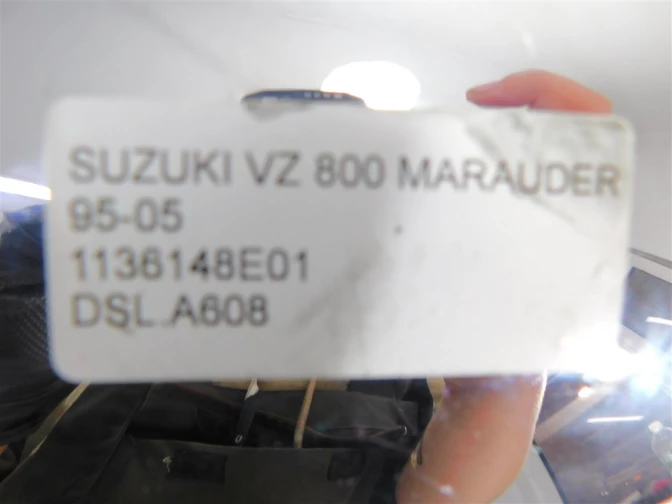 SUZUKI VZ 800 MARAUDER
95-05
1136148E01
DSL.A608